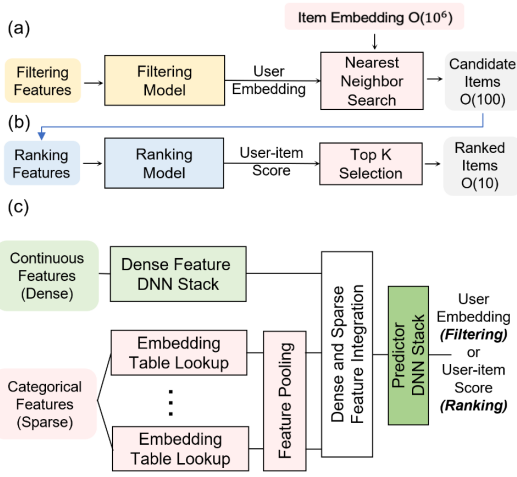 (a)
Item Embedding O(10⁶)
Filtering
Features
Filtering
Model
User
Embedding
Nearest
Neighbor
Search
Candidate
Items
O(100)
(b)
Ranking
Features
Ranking
Model
User-item
Score
Top K
Selection
Ranked
Items
O(10)
(c)
Continuous
Features
(Dense)
Dense Feature
DNN Stack
Categorical
Features
(Sparse)
Embedding
Table Lookup
Embedding
Table Lookup
Feature Pooling
Dense and Sparse
Feature Integration
Predictor
DNN Stack
User
Embedding
(Filtering)
or
User-item
Score
(Ranking)